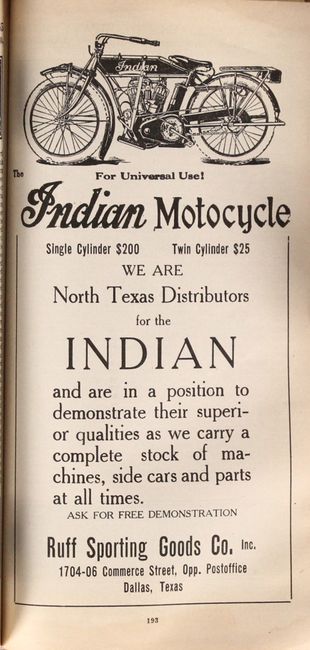 Indian
For Universal Use!
The
Indian Motocycle
Single Cylinder $200 Twin Cylinder $25
WE ARE
North Texas Distributors
for the
INDIAN
and are in a position to
demonstrate their superi-
or qualities as we carry a
complete stock of ma-
chines, side cars and parts
at all times.
ASK FOR FREE DEMONSTRATION
Ruff Sporting Goods Co. Inc.
1704-06 Commerce Street, Opp. Postoffice
Dallas, Texas
193